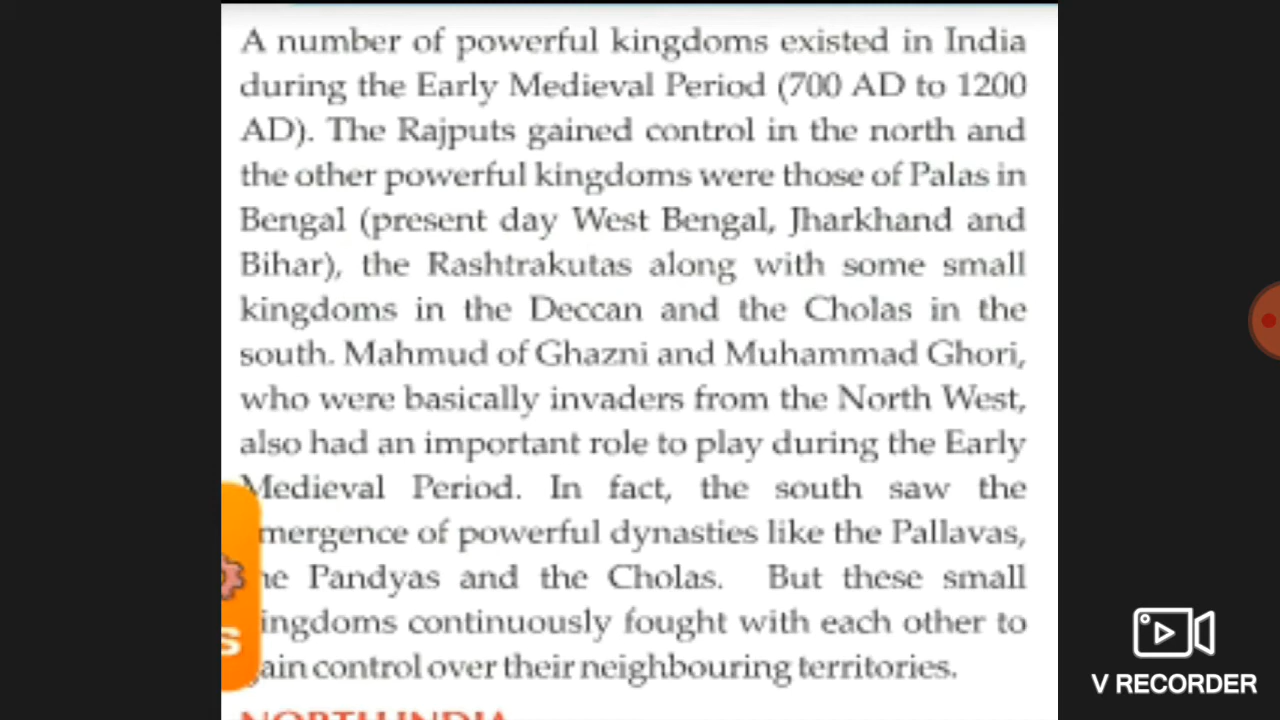 A number of powerful kingdoms existed in India
during the Early Medieval Period (700 AD to 1200
AD). The Rajputs gained control in the north and
the other powerful kingdoms were those of Palas in
Bengal (present day West Bengal, Jharkhand and
Bihar), the Rashtrakutas along with some small
kingdoms in the Deccan and the Cholas in the
south. Mahmud of Ghazni and Muhammad Ghori,
who were basically invaders from the North West,
also had an important role to play during the Early
Medieval Period. In fact, the south saw the
mergence of powerful dynasties like the Pallavas,
he Pandyas and the Cholas. But these small
ingdoms continuously fought with each other to
ain control over their neighbouring territories.
NORTH INDIA
S
V RECORDER